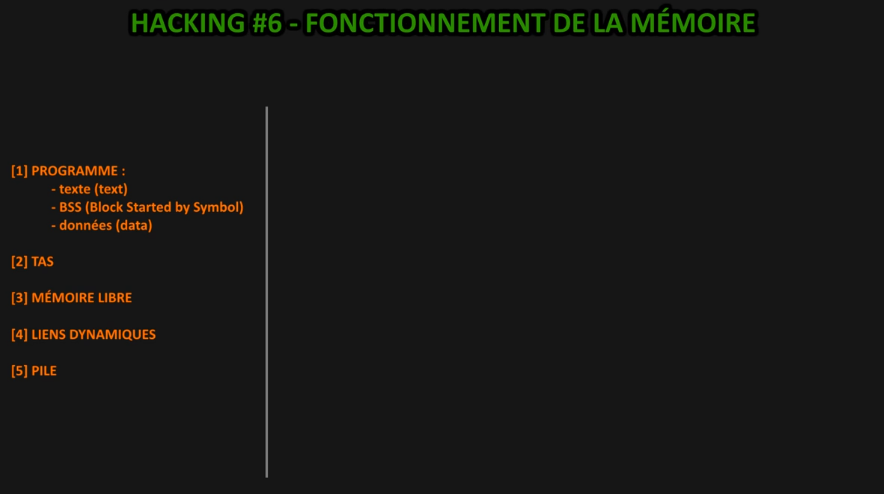 HACKING #6 - FONCTIONNEMENT DE LA MÉMOIRE
[1] PROGRAMME :
- texte (text)
- BSS (Block Started by Symbol)
- données (data)
[2] TAS
[3] MÉMOIRE LIBRE
[4] LIENS DYNAMIQUES
[5] PILE